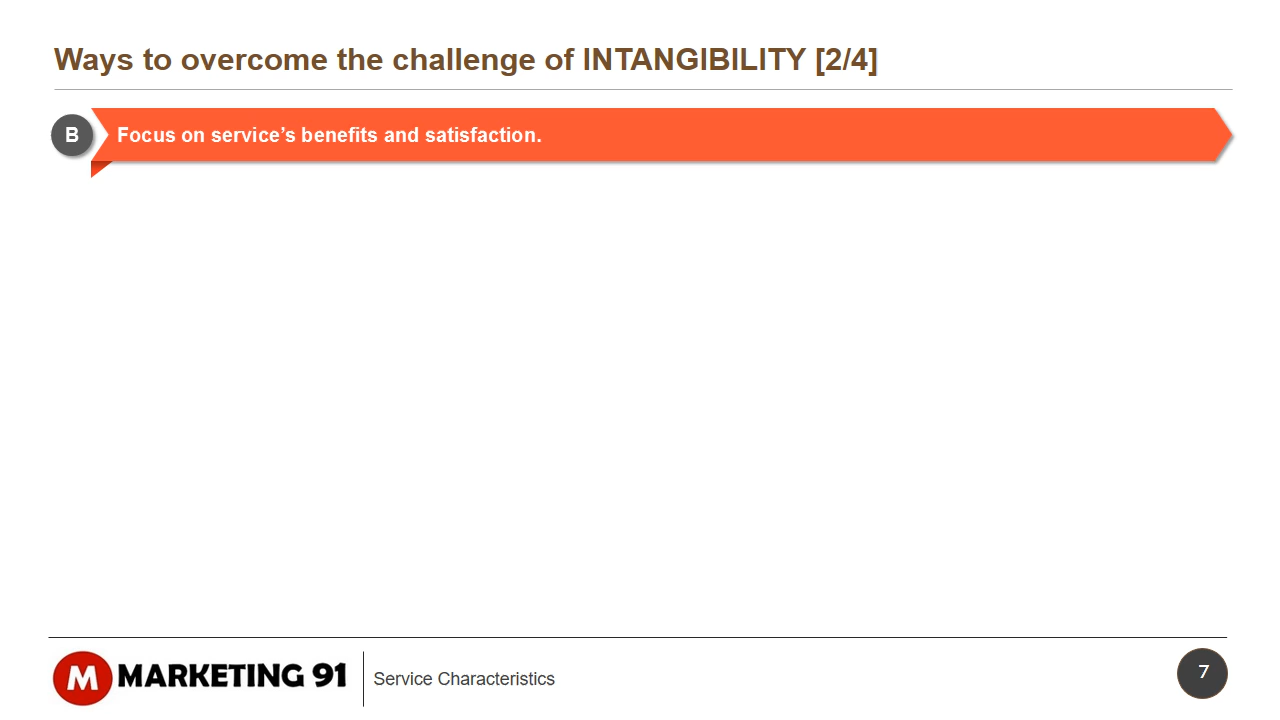 Ways to overcome the challenge of INTANGIBILITY [2/4]
B
Focus on service’s benefits and satisfaction.
M MARKETING 91
Service Characteristics
7